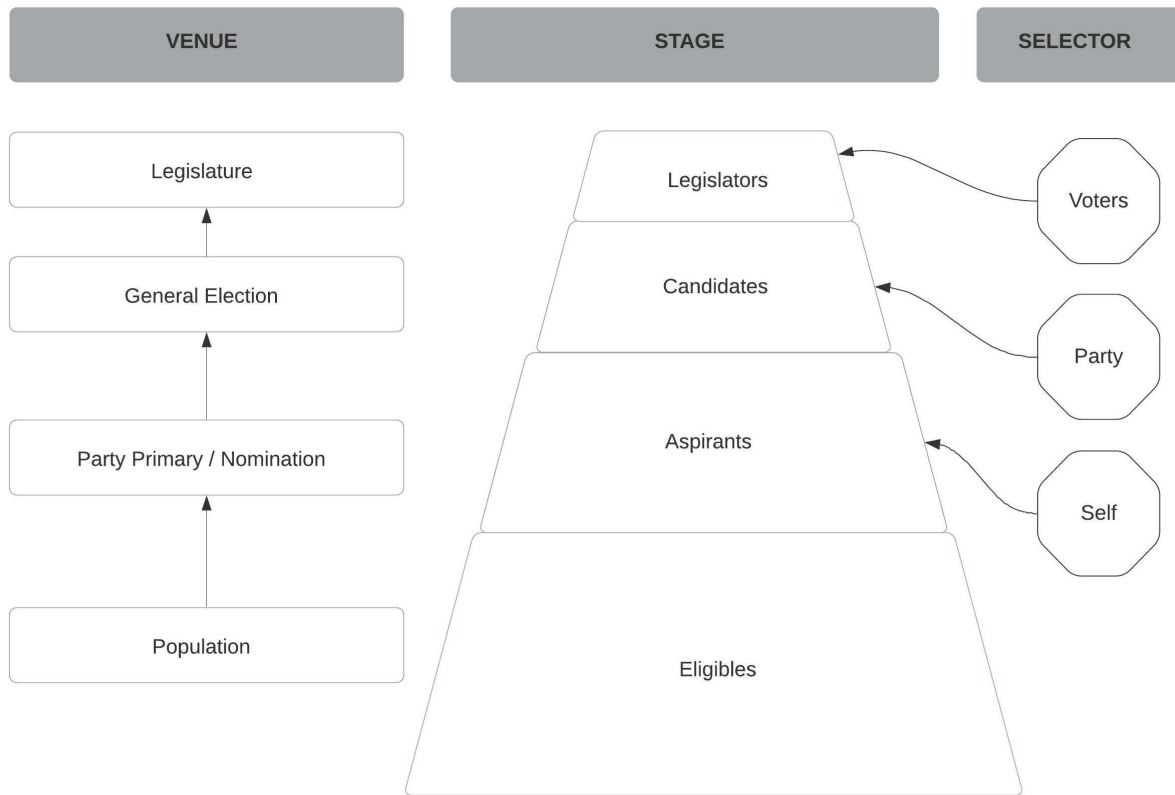 VENUE
STAGE
SELECTOR
Legislature
Legislators
Voters
General Election
Candidates
Party
Party Primary / Nomination
Aspirants
Self
Population
Eligibles